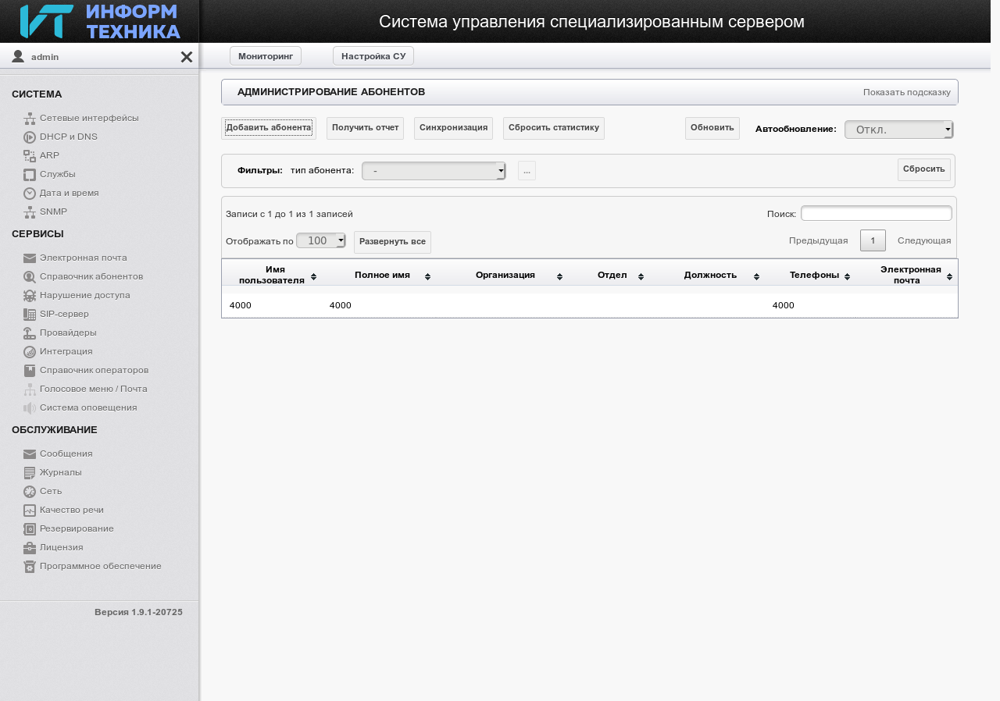 ИНФОРМ
ТЕХНИКА
Система управления специализированным сервером
admin
Мониторинг Настройка СУ
СИСТЕМА
Сетевые интерфейсы
DHCP и DNS
ARP
Службы
Дата и время
SNMP
СЕРВИСЫ
Электронная почта
Справочник абонентов
Нарушение доступа
SIP-сервер
Провайдеры
Интеграция
Справочник операторов
Голосовое меню / Почта
Система оповещения
ОБСЛУЖИВАНИЕ
Сообщения
Журналы
Сеть
Качество речи
Резервирование
Лицензия
Программное обеспечение
Версия 1.9.1-20725
АДМИНИСТРИРОВАНИЕ АБОНЕНТОВ Показать подсказку
Добавить абонента Получить отчет Синхронизация Сбросить статистику Обновить Автообновление: Откл.
Фильтры: тип абонента: - ... Сбросить
Записи с 1 до 1 из 1 записей Поиск:
Отображать по 100 Развернуть все Предыдущая 1 Следующая
Имя пользователя Полное имя Организация Отдел Должность Телефоны Электронная почта
4000 4000 4000